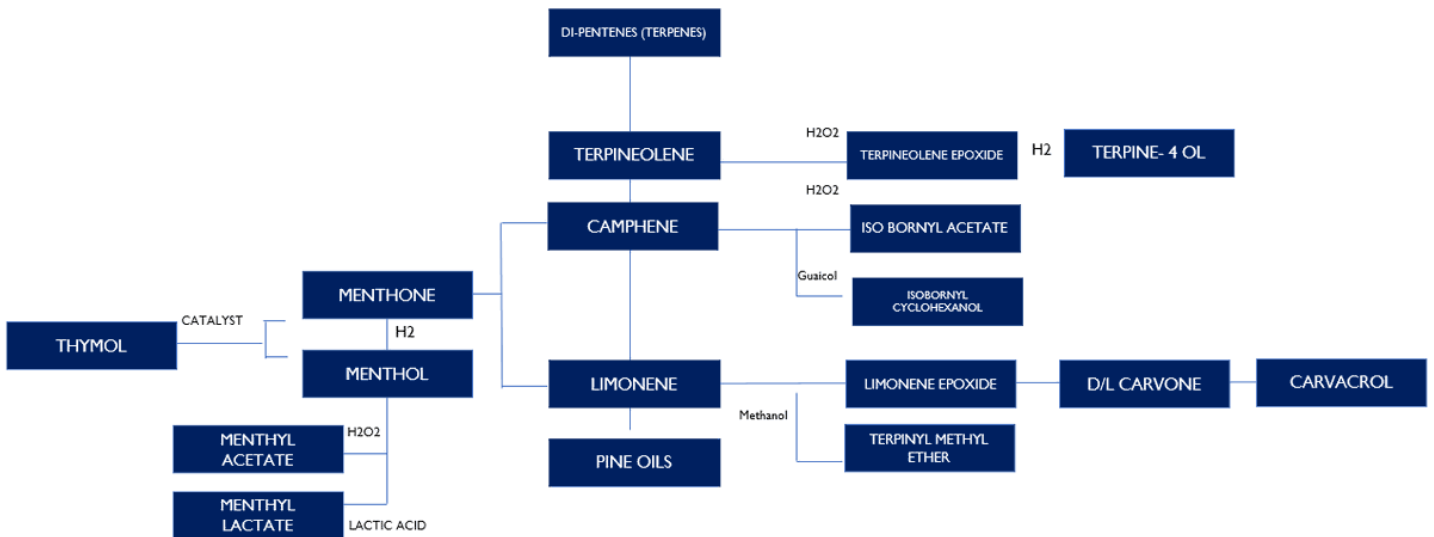 DI-PENTENES (TERPENES)
H2O2
TERPINEOLENE
TERPINEOLENE EPOXIDE
H2
TERPINE- 4 OL
H2O2
CAMPHENE
ISO BORNYL ACETATE
Guaicol
MENTHONE
ISOBORNYL
CYCLOHEXANOL
CATALYST
THYMOL
H2
MENTHOL
LIMONENE
LIMONENE EPOXIDE
D/L CARVONE
CARVACROL
Methanol
H2O2
MENTHYL
ACETATE
TERPINYL METHYL
ETHER
PINE OILS
MENTHYL
LACTATE
LACTIC ACID